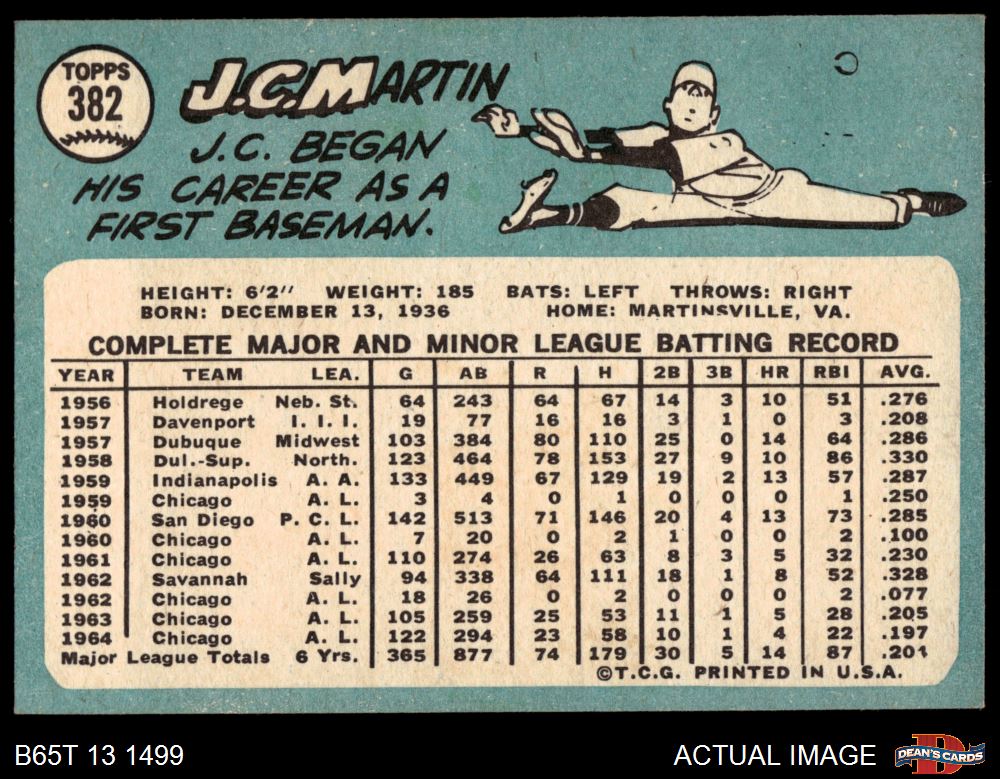 TOPPS
382
J.C. MARTIN
J.C. BEGAN
HIS CAREER AS A
FIRST BASEMAN.
HEIGHT: 6'2" WEIGHT: 185 BATS: LEFT THROWS: RIGHT
BORN: DECEMBER 13, 1936 HOME: MARTINSVILLE, VA.
COMPLETE MAJOR AND MINOR LEAGUE BATTING RECORD
YEAR TEAM LEA. G AB R H 2B 3B HR RBI AVG.
1956 Holdrege Neb. St. 64 243 64 67 14 3 10 51 .276
1957 Davenport I. I. I. 19 77 16 16 3 1 0 3 .208
1957 Dubuque Midwest 103 384 80 110 25 0 14 64 .286
1958 Dul.-Sup. North. 123 464 78 153 27 9 10 86 .330
1959 Indianapolis A. A. 133 449 67 129 19 2 13 57 .287
1959 Chicago A. L. 3 4 0 1 0 0 0 1 .250
1960 San Diego P. C. L. 142 513 71 146 20 4 13 73 .285
1960 Chicago A. L. 7 20 0 2 1 0 0 2 .100
1961 Chicago A. L. 110 274 26 63 8 3 5 32 .230
1962 Savannah Sally 94 338 64 111 18 1 8 52 .328
1962 Chicago A. L. 18 26 0 2 0 0 0 2 .077
1963 Chicago A. L. 105 259 25 53 11 1 5 28 .205
1964 Chicago A. L. 122 294 23 58 10 1 4 22 .197
Major League Totals 6 Yrs. 365 877 74 179 30 5 14 87 .204
©T.C.G. PRINTED IN U.S.A.
B65T 13 1499 ACTUAL IMAGE
DEAN'S CARDS